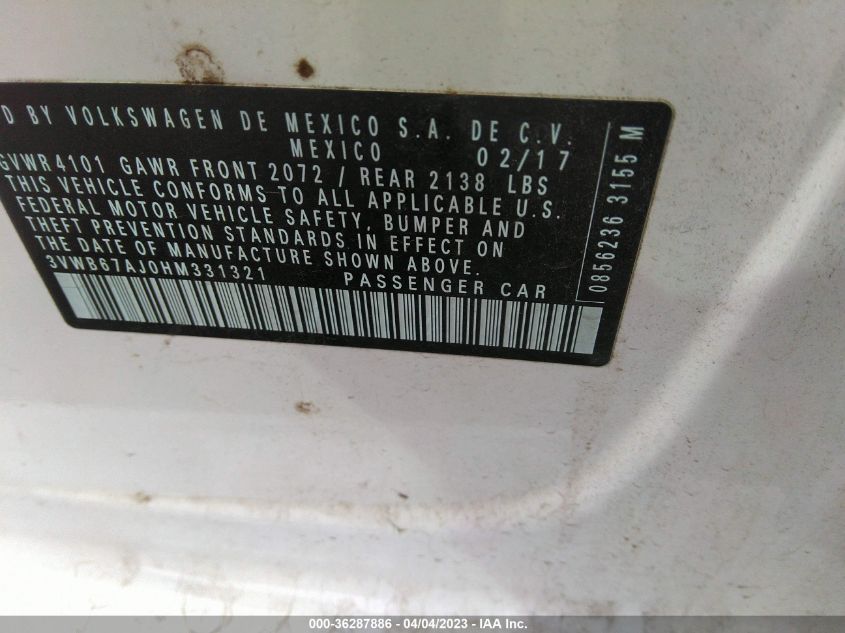 D BY VOLKSWAGEN DE MEXICO S.A. DE C.V.
MEXICO 02/17
GVWR 4101 GAWR FRONT 2072 / REAR 2138 LBS
THIS VEHICLE CONFORMS TO ALL APPLICABLE U.S.
FEDERAL MOTOR VEHICLE SAFETY, BUMPER AND
THEFT PREVENTION STANDARDS IN EFFECT ON
THE DATE OF MANUFACTURE SHOWN ABOVE.
3VWB67AJ0HM331321 PASSENGER CAR
0856236 3155 M
000-36287886 - 04/04/2023 - IAA Inc.